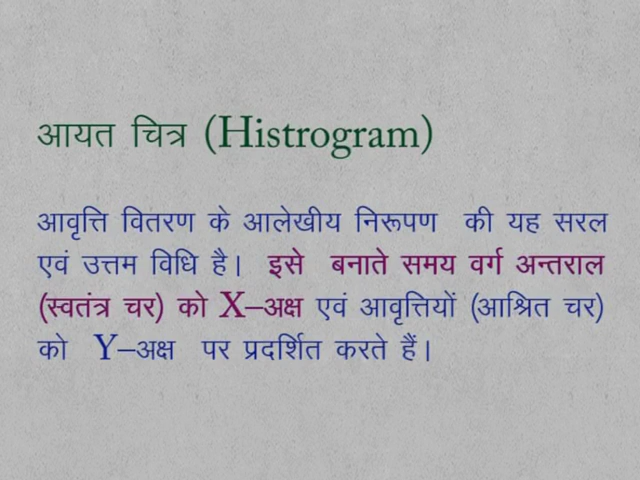 आयत चित्र (Histrogram)
आवृत्ति वितरण के आलेखीय निरूपण की यह सरल
एवं उत्तम विधि है। इसे बनाते समय वर्ग अन्तराल
(स्वतंत्र चर) को X–अक्ष एवं आवृत्तियों (आश्रित चर)
को Y–अक्ष पर प्रदर्शित करते हैं।